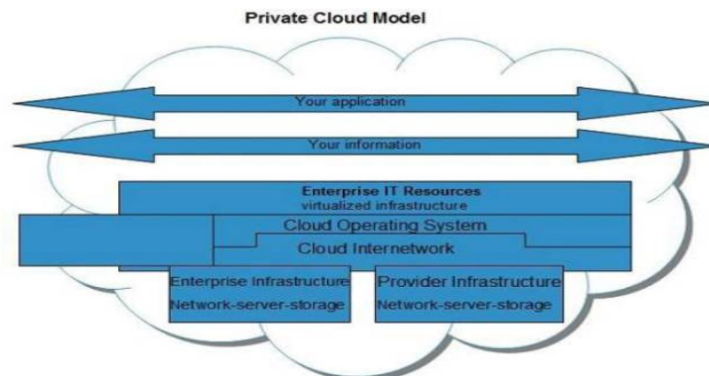 Private Cloud Model
Your application
Your information
Enterprise IT Resources
virtualized infrastructure
Cloud Operating System
Cloud Internetwork
Enterprise Infrastructure
Network-server-storage
Provider Infrastructure
Network-server-storage